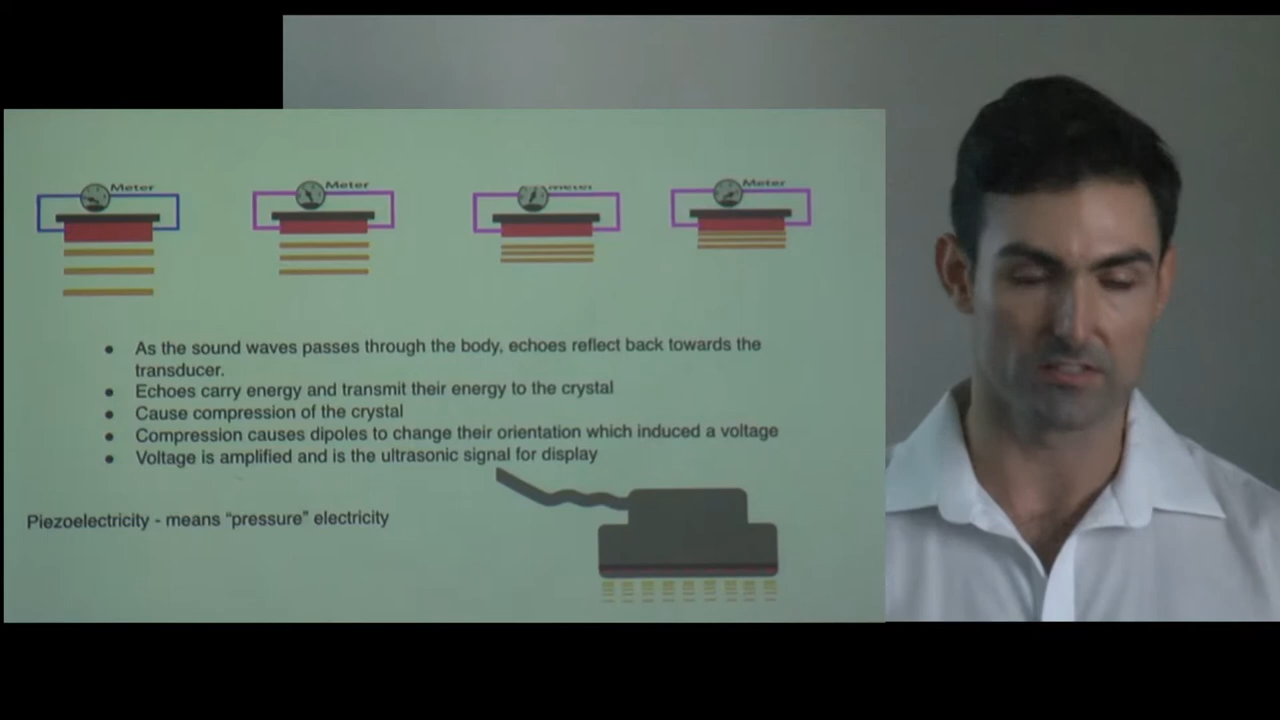 Meter Meter Meter Meter
As the sound waves passes through the body, echoes reflect back towards the
transducer.
Echoes carry energy and transmit their energy to the crystal
Cause compression of the crystal
Compression causes dipoles to change their orientation which induced a voltage
Voltage is amplified and is the ultrasonic signal for display
Piezoelectricity - means “pressure” electricity